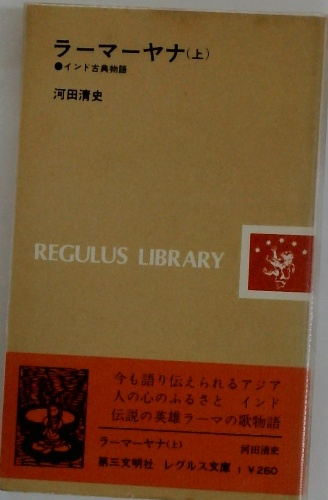 ラーマーヤナ(上)
●インド古典物語
河田清史
REGULUS LIBRARY
今も語り伝えられるアジア
人の心のふるさと インド
伝説の英雄ラーマの歌物語
ラーマーヤナ(上) 河田清史
第三文明社 レグルス文庫 1 ¥260